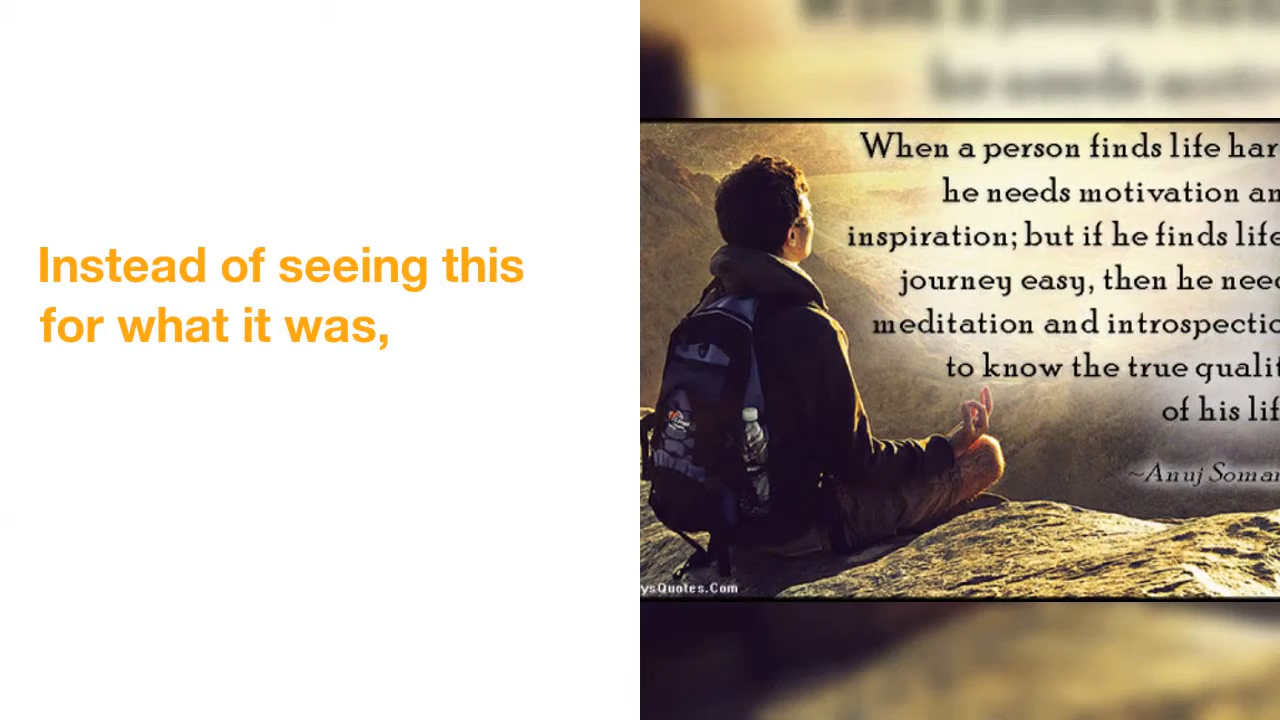 Instead of seeing this
for what it was,
When a person finds life har
he needs motivation an
inspiration; but if he finds life
journey easy, then he need
meditation and introspectio
to know the true qualit
of his lif
~Anuj Soman
ysQuotes.Com